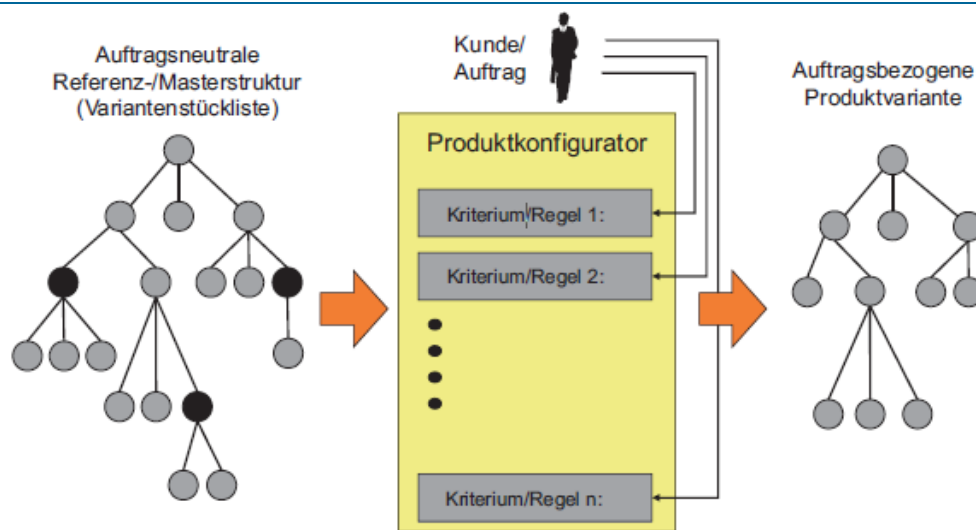 Auftragsneutrale
Referenz-/Masterstruktur
(Variantenstückliste)
Kunde/
Auftrag
Auftragsbezogene
Produktvariante
Produktkonfigurator
Kriterium/Regel 1:
Kriterium/Regel 2:
Kriterium/Regel n: